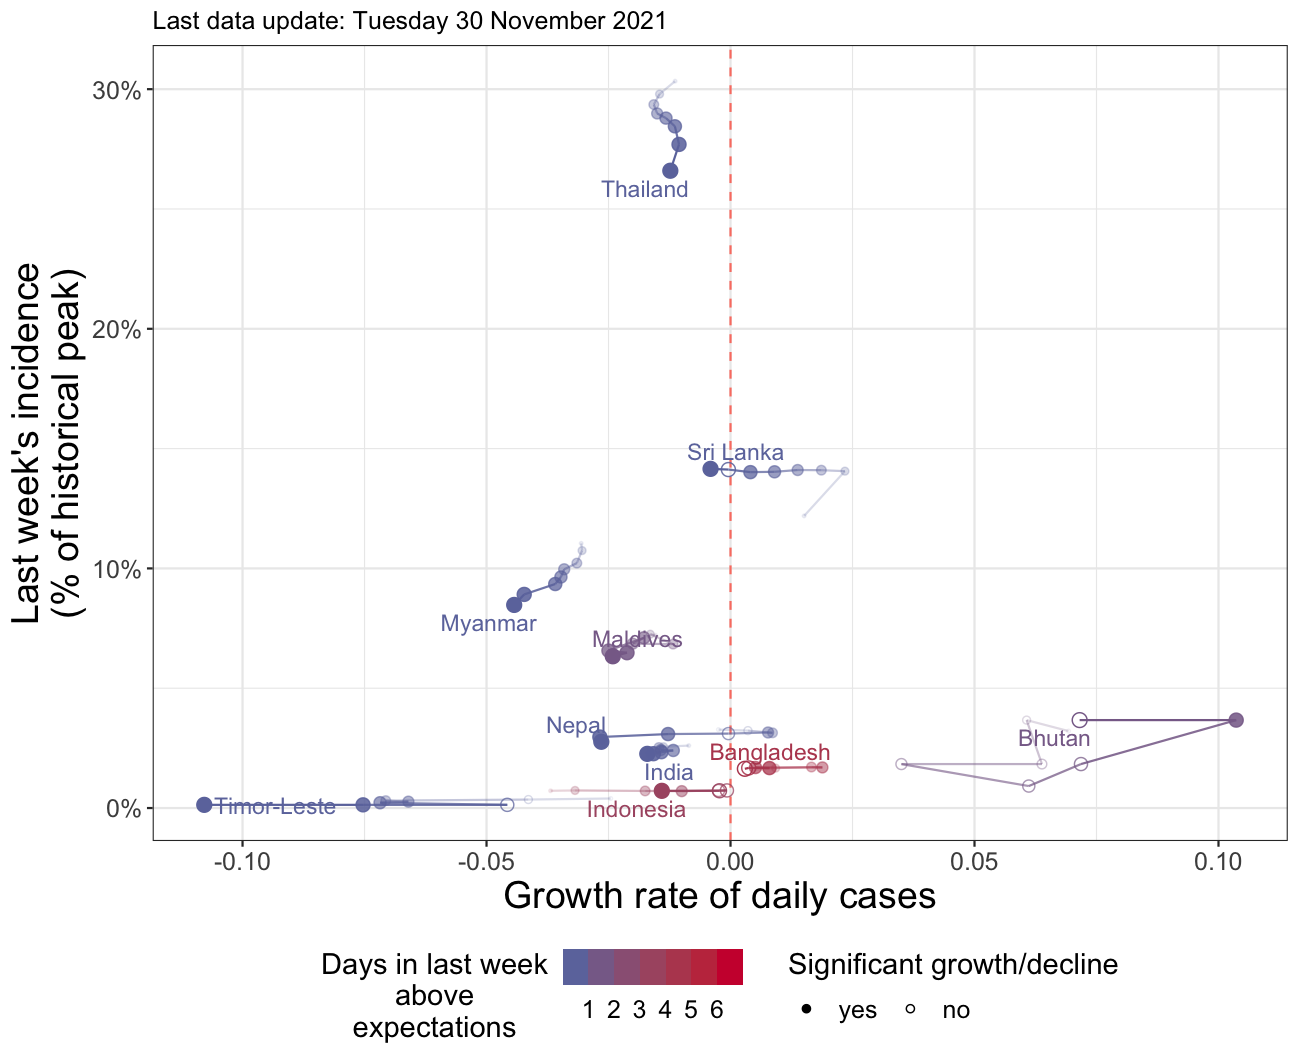 Last data update: Tuesday 30 November 2021
30%
20%
10%
0%
Last week's incidence
(% of historical peak)
Thailand
Sri Lanka
Myanmar
Maldives
Nepal
Bhutan
Bangladesh
India
Timor-Leste
Indonesia
-0.10
-0.05
0.00
0.05
0.10
Growth rate of daily cases
Days in last week
above
expectations
1 2 3 4 5 6
Significant growth/decline
yes
no